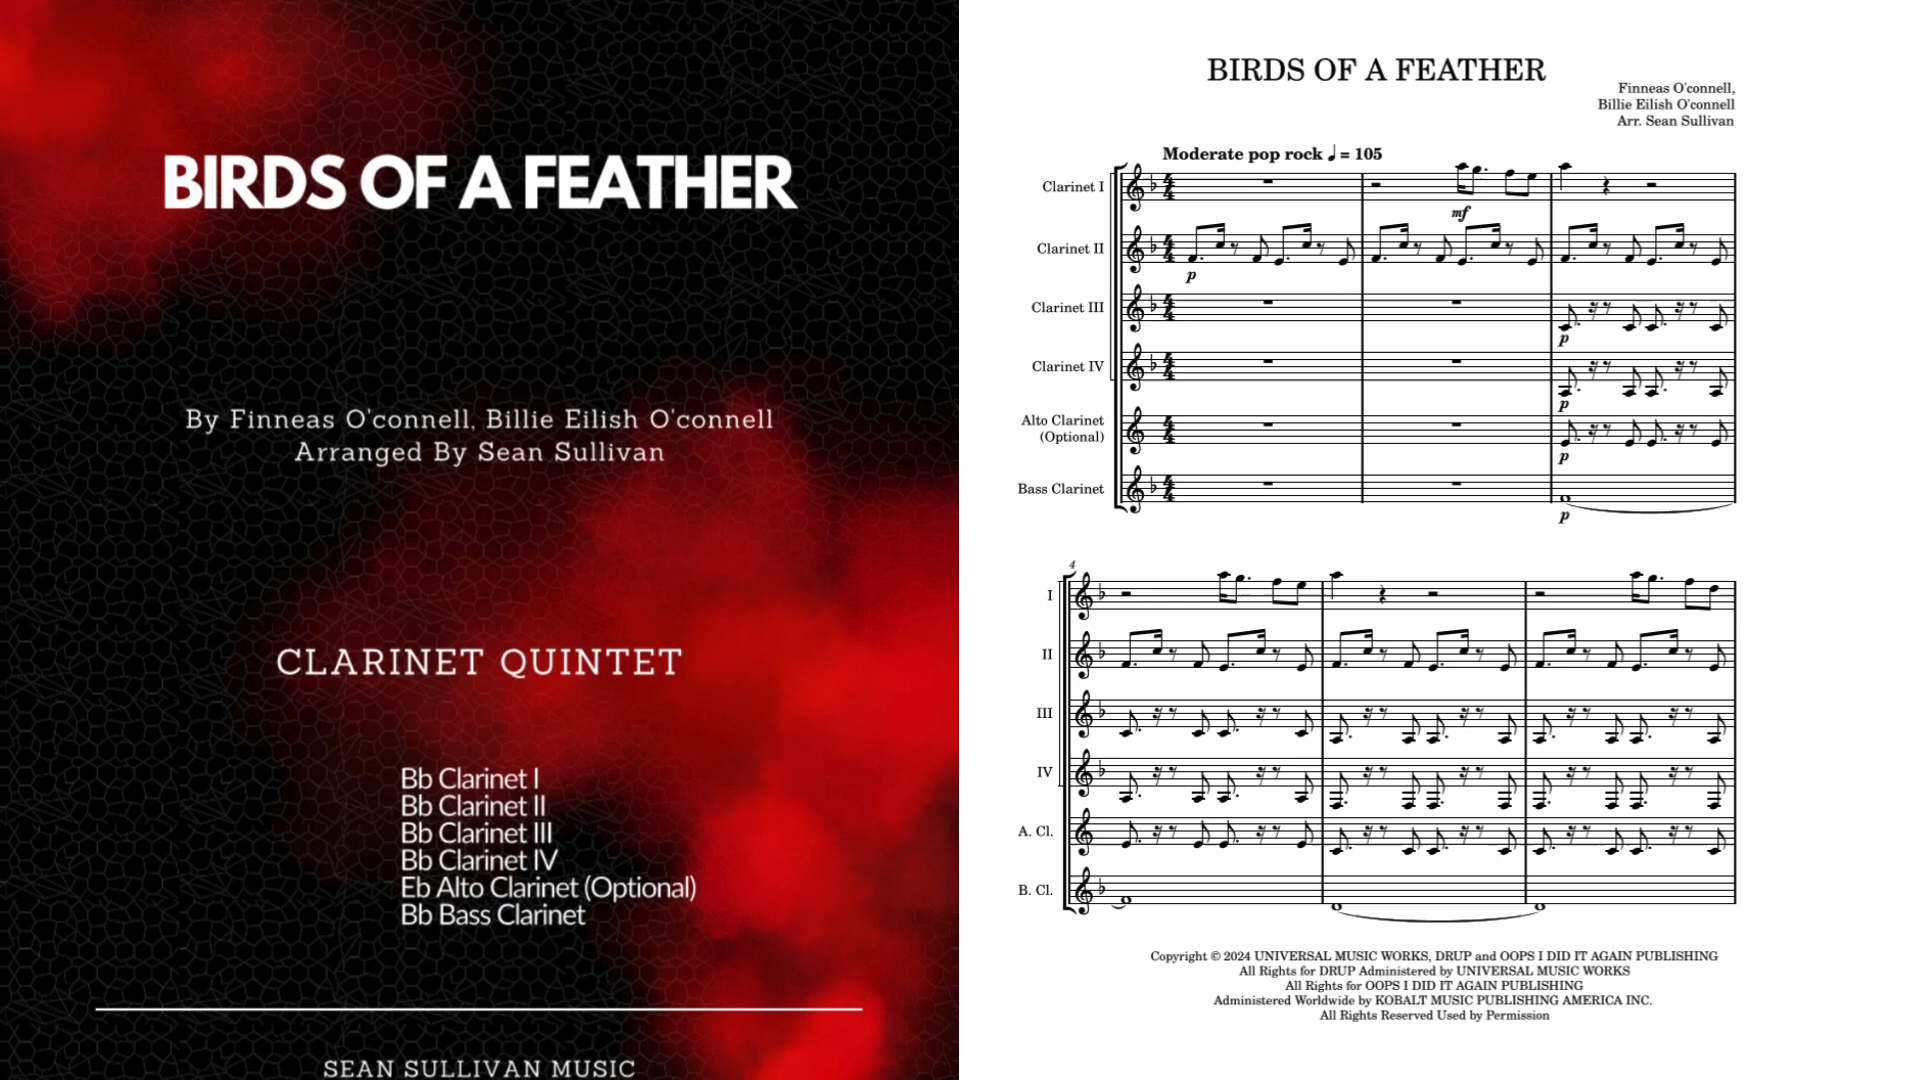 BIRDS OF A FEATHER
By Finneas O'connell, Billie Eilish O'connell
Arranged By Sean Sullivan
CLARINET QUINTET
Bb Clarinet I
Bb Clarinet II
Bb Clarinet III
Bb Clarinet IV
Eb Alto Clarinet (Optional)
Bb Bass Clarinet
SEAN SULLIVAN MUSIC
BIRDS OF A FEATHER
Finneas O'connell,
Billie Eilish O'connell
Arr. Sean Sullivan
Moderate pop rock ♩ = 105
Clarinet I
mf
Clarinet II
p
Clarinet III
p
Clarinet IV
p
Alto Clarinet
(Optional)
p
Bass Clarinet
p
4
I
II
III
IV
A. Cl.
B. Cl.
Copyright © 2024 UNIVERSAL MUSIC WORKS, DRUP and OOPS I DID IT AGAIN PUBLISHING
All Rights for DRUP Administered by UNIVERSAL MUSIC WORKS
All Rights for OOPS I DID IT AGAIN PUBLISHING
Administered Worldwide by KOBALT MUSIC PUBLISHING AMERICA INC.
All Rights Reserved Used by Permission